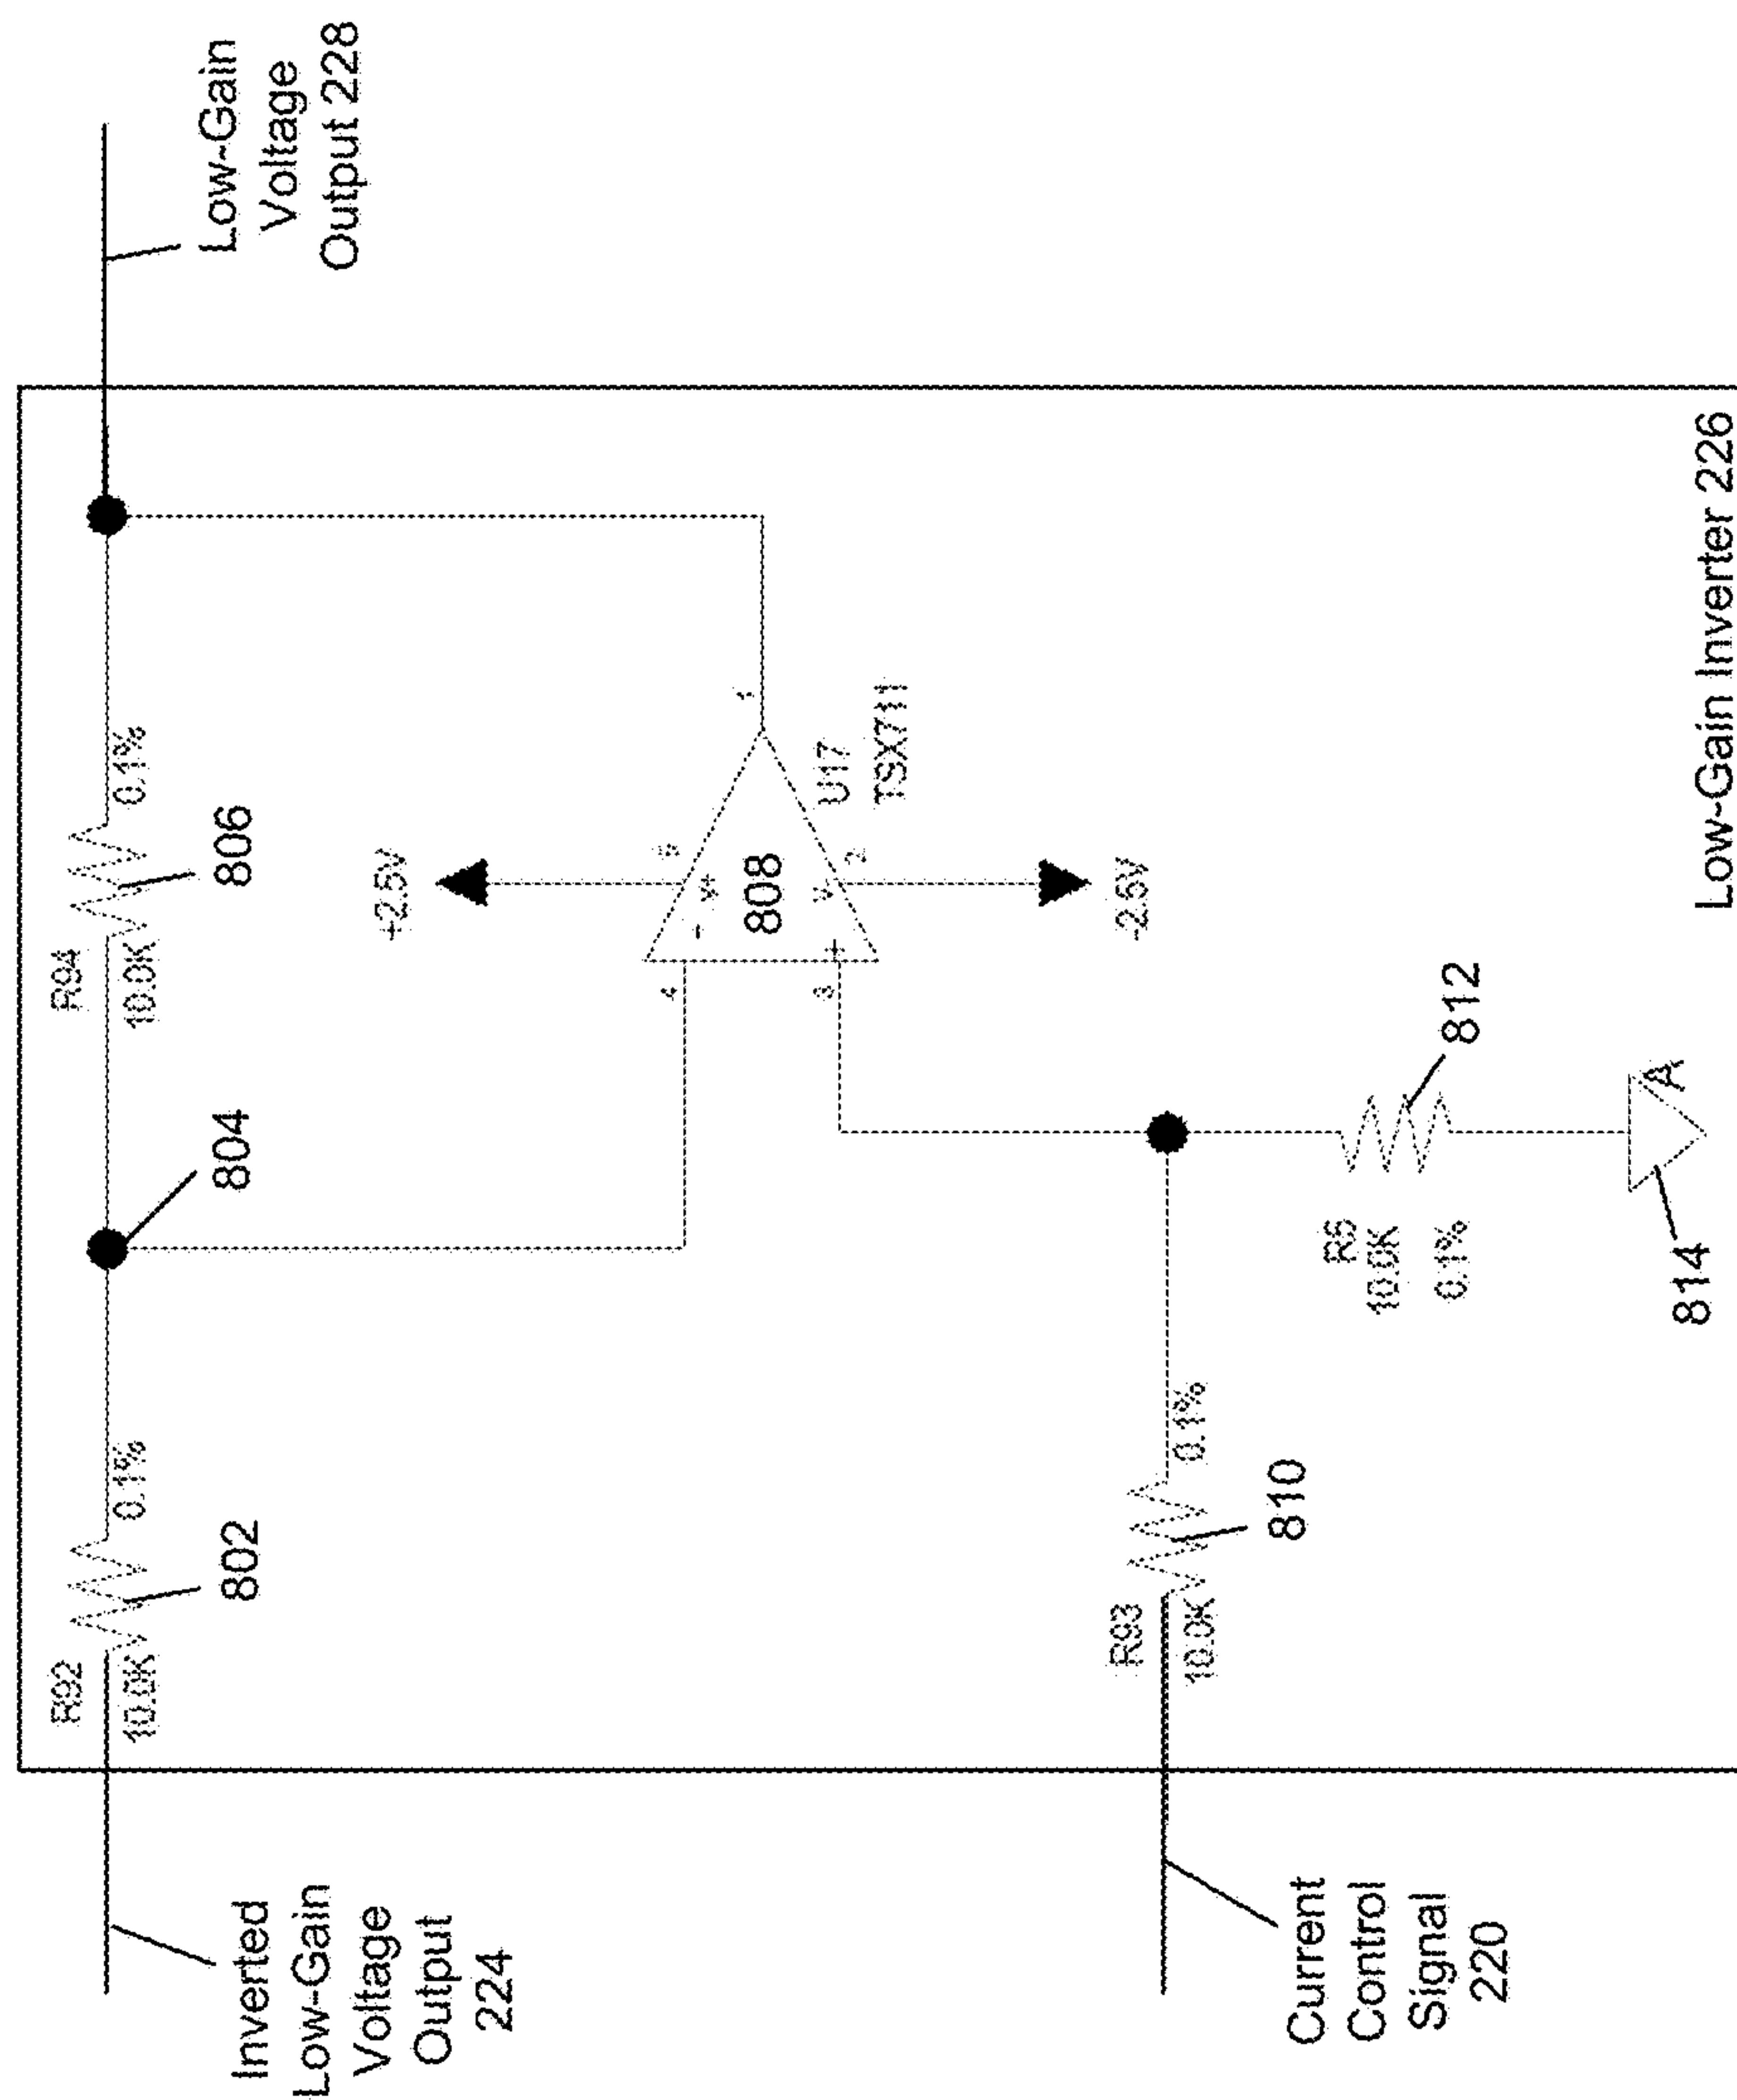 Low-Gain
Voltage
Output 228
R92
10.0K
0.1%
802
804
R94
10.0K
0.1%
806
+2.5V
4
-
V+
5
808
1
3
+
V-
2
U17
TSX711
-2.5V
Inverted
Low-Gain
Voltage
Output
224
R93
10.0K
0.1%
810
10.0K
0.1%
812
814
A
Current
Control
Signal
220
Low-Gain Inverter 226